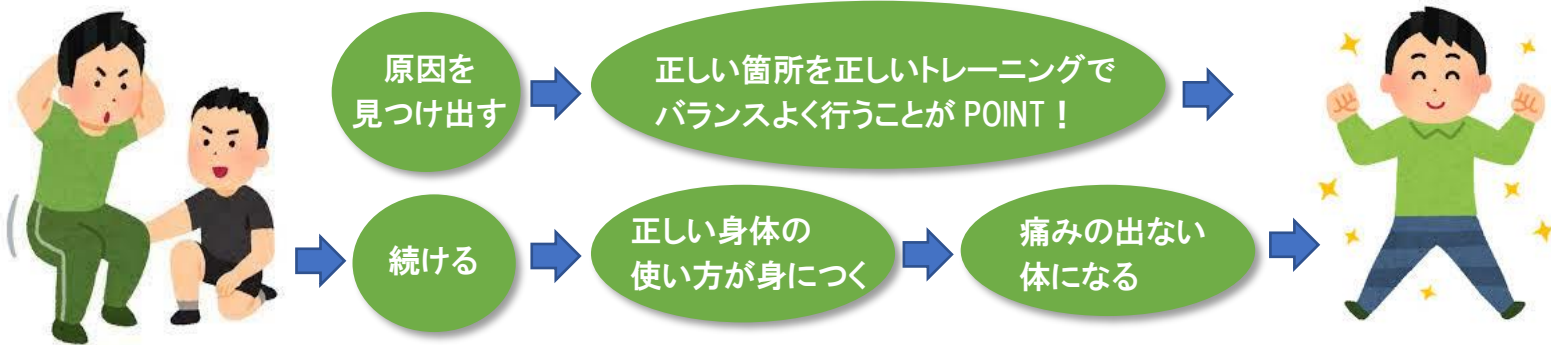 原因を
見つけ出す
正しい箇所を正しいトレーニングで
バランスよく行うことが POINT！
続ける
正しい身体の
使い方が身につく
痛みの出ない
体になる